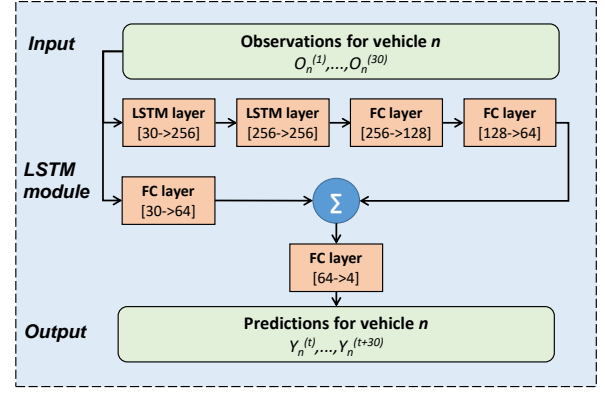 Input
Observations for vehicle n
O_n^(1),...,O_n^(30)
LSTM layer
[30->256]
LSTM layer
[256->256]
FC layer
[256->128]
FC layer
[128->64]
LSTM
module
FC layer
[30->64]
Σ
FC layer
[64->4]
Output
Predictions for vehicle n
Y_n^(t),...,Y_n^(t+30)